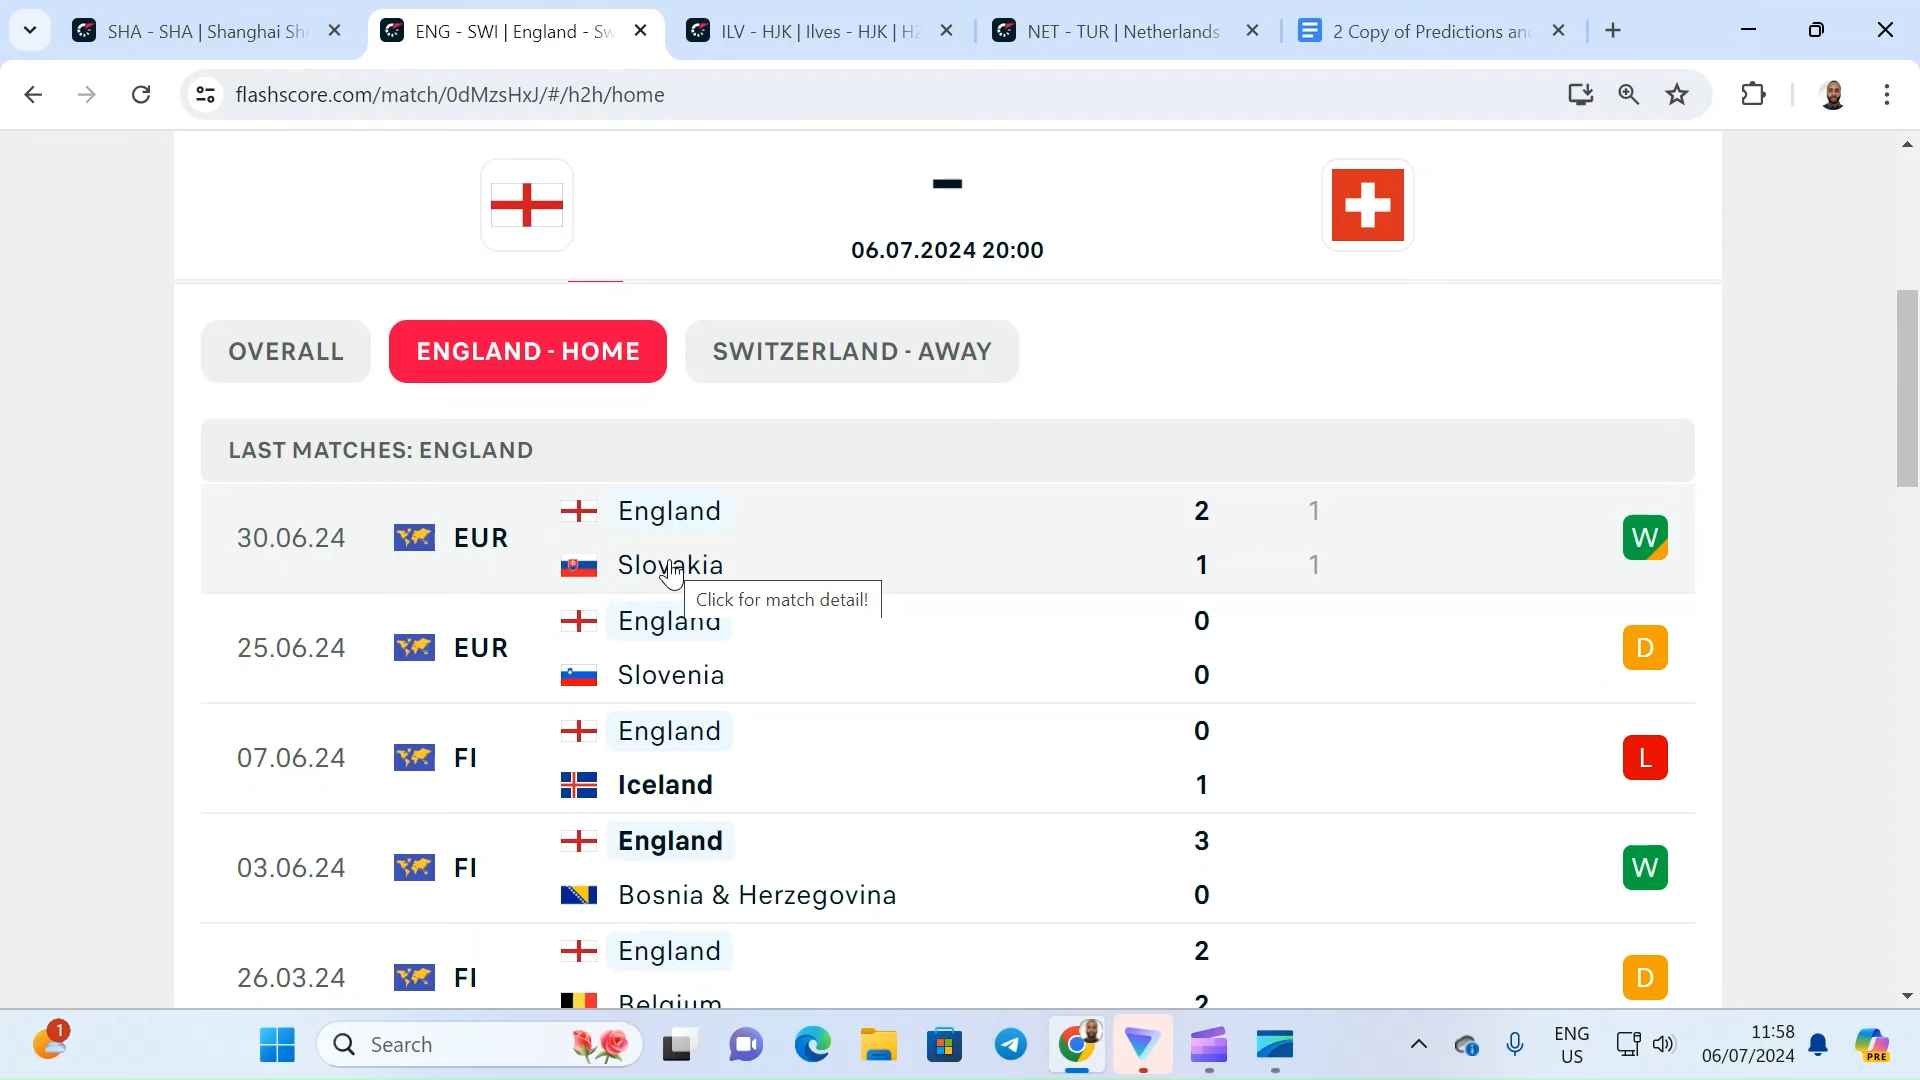 SHA - SHA | Shanghai Sh
ENG - SWI | England - Sw
ILV - HJK | Ilves - HJK | H2
NET - TUR | Netherlands
2 Copy of Predictions an
flashscore.com/match/0dMzsHxJ/#/h2h/home
06.07.2024 20:00
OVERALL
ENGLAND - HOME
SWITZERLAND - AWAY
LAST MATCHES: ENGLAND
30.06.24 EUR England 2 1 W
Slovakia 1 1
Click for match detail!
25.06.24 EUR England 0 D
Slovenia 0
07.06.24 FI England 0 L
Iceland 1
03.06.24 FI England 3 W
Bosnia & Herzegovina 0
26.03.24 FI England 2 D
Belgium 2
1
Search
ENG
US
11:58
06/07/2024
PRE